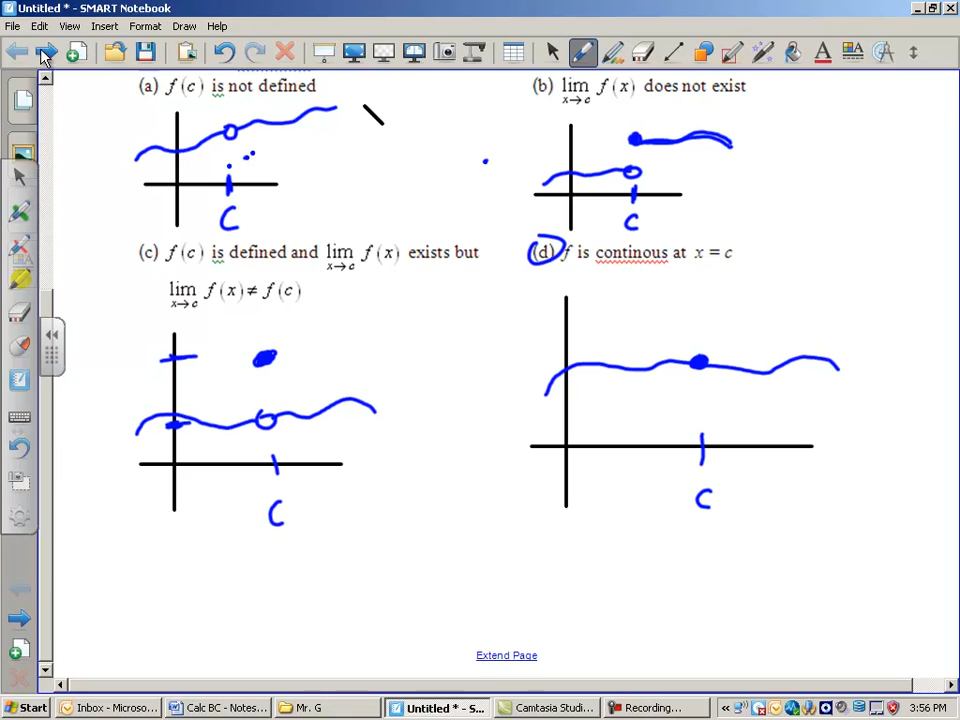 Untitled * - SMART Notebook
File Edit View Insert Format Draw Help
(a) f(c) is not defined
(b) lim x→c f(x) does not exist
C
C
(c) f(c) is defined and lim x→c f(x) exists but
lim x→c f(x) ≠ f(c)
(d) f is continous at x = c
C
C
Extend Page
Start Inbox - Microso... Calc BC - Notes... Mr. G Untitled * - S... Camtasia Studi... Recording... 3:56 PM